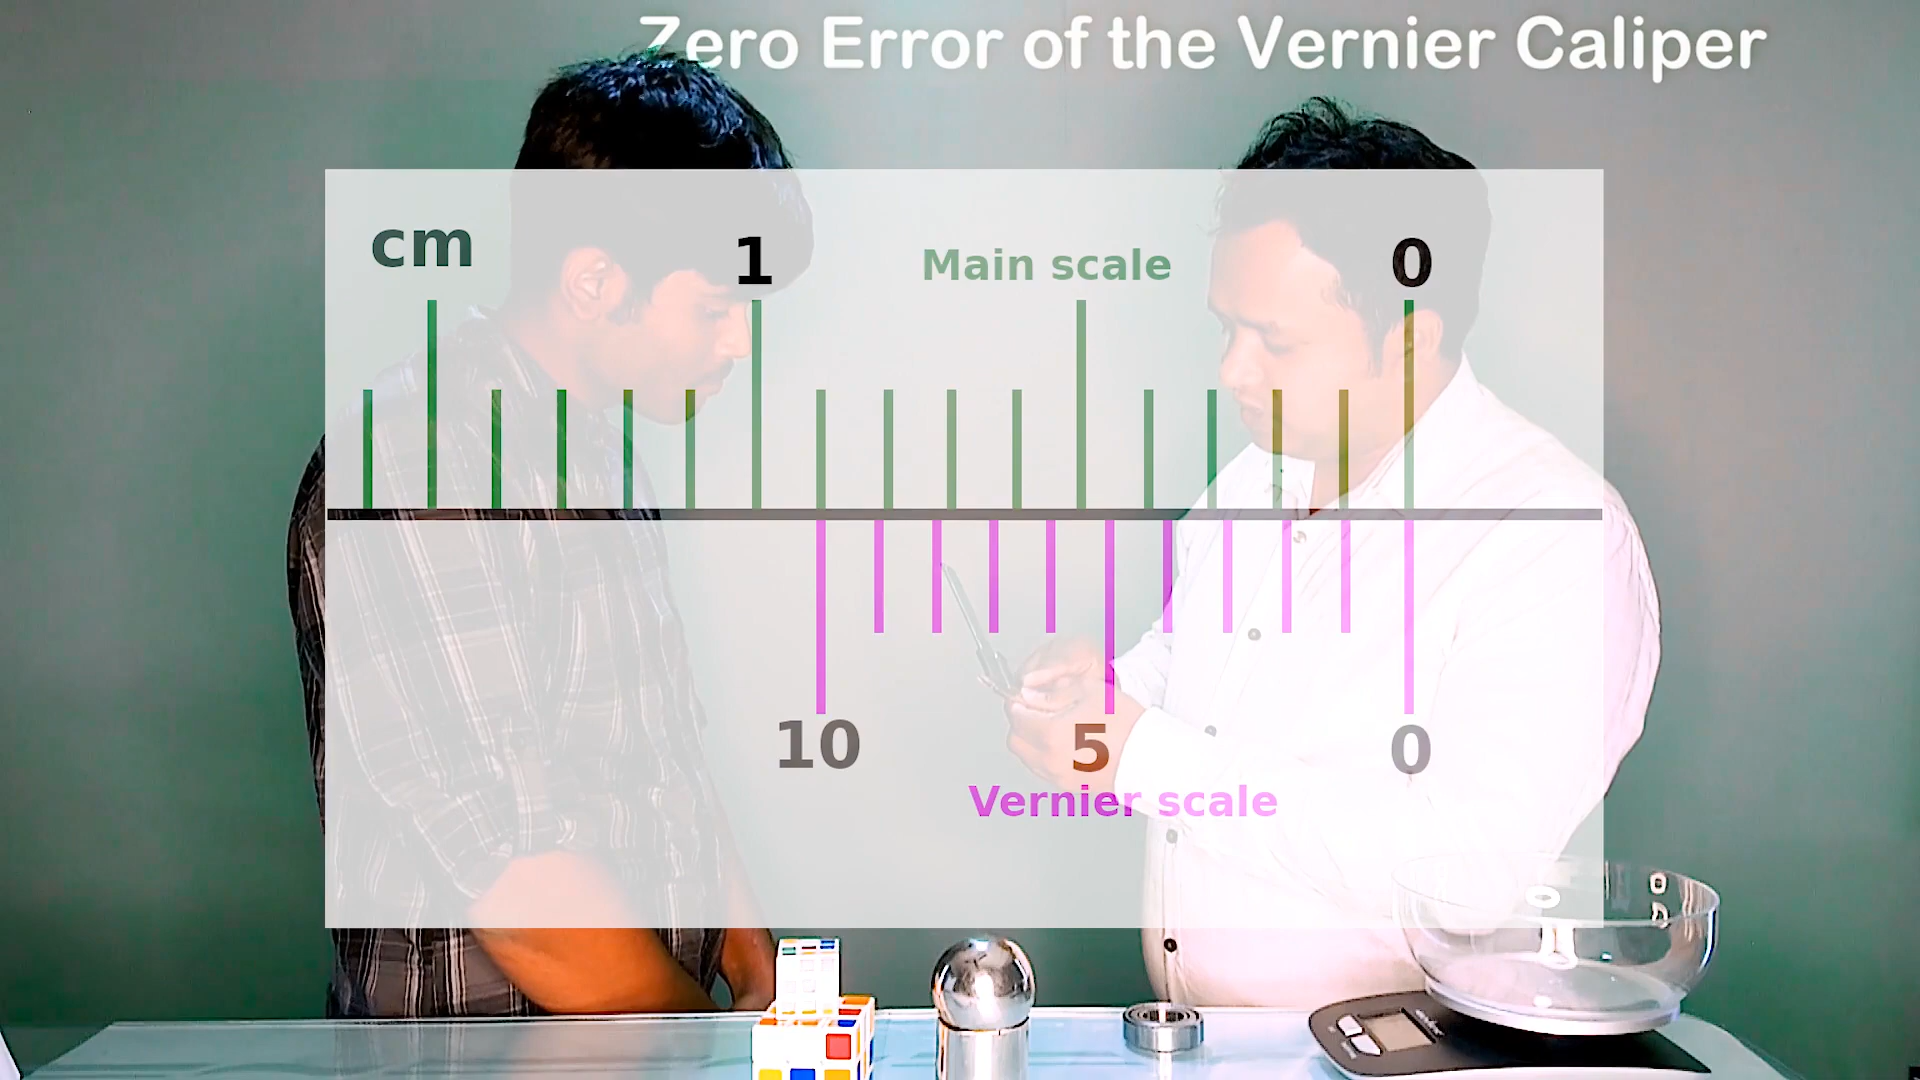 Zero Error of the Vernier Caliper
cm
1
Main scale
0
10
5
0
Vernier scale